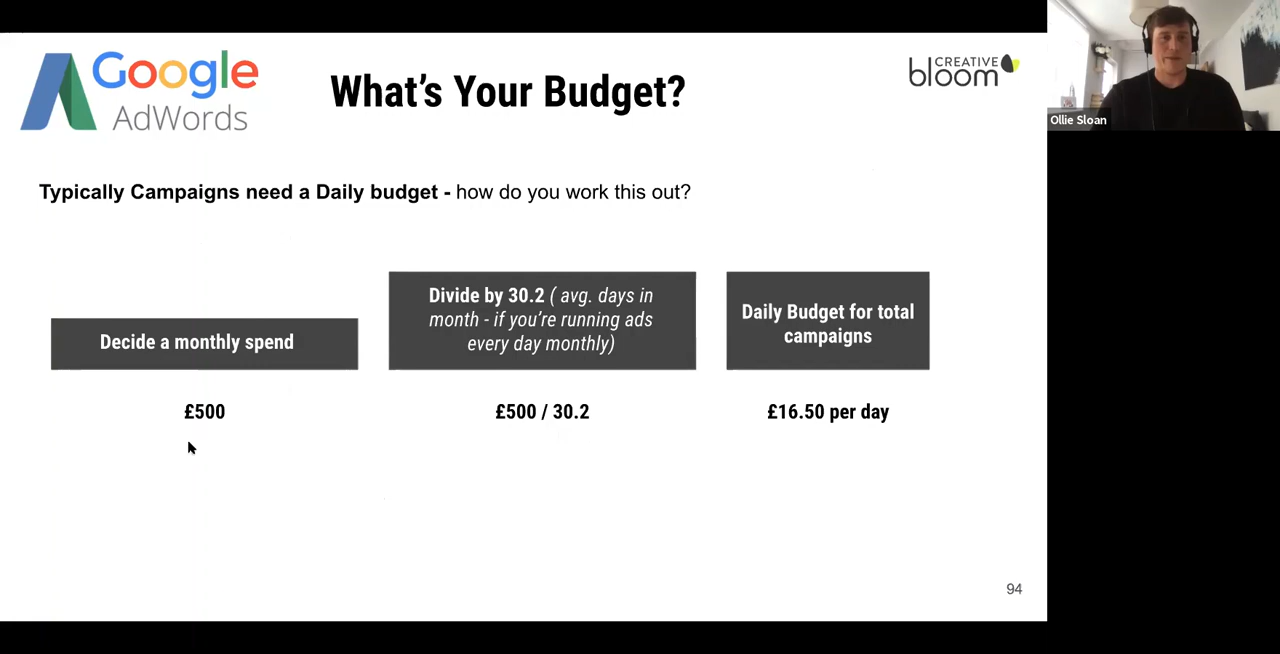 Google
AdWords
What's Your Budget?
CREATIVE
bloom
Ollie Sloan
Typically Campaigns need a Daily budget - how do you work this out?
Decide a monthly spend
Divide by 30.2 ( avg. days in
month - if you're running ads
every day monthly)
Daily Budget for total
campaigns
£500
£500 / 30.2
£16.50 per day
94